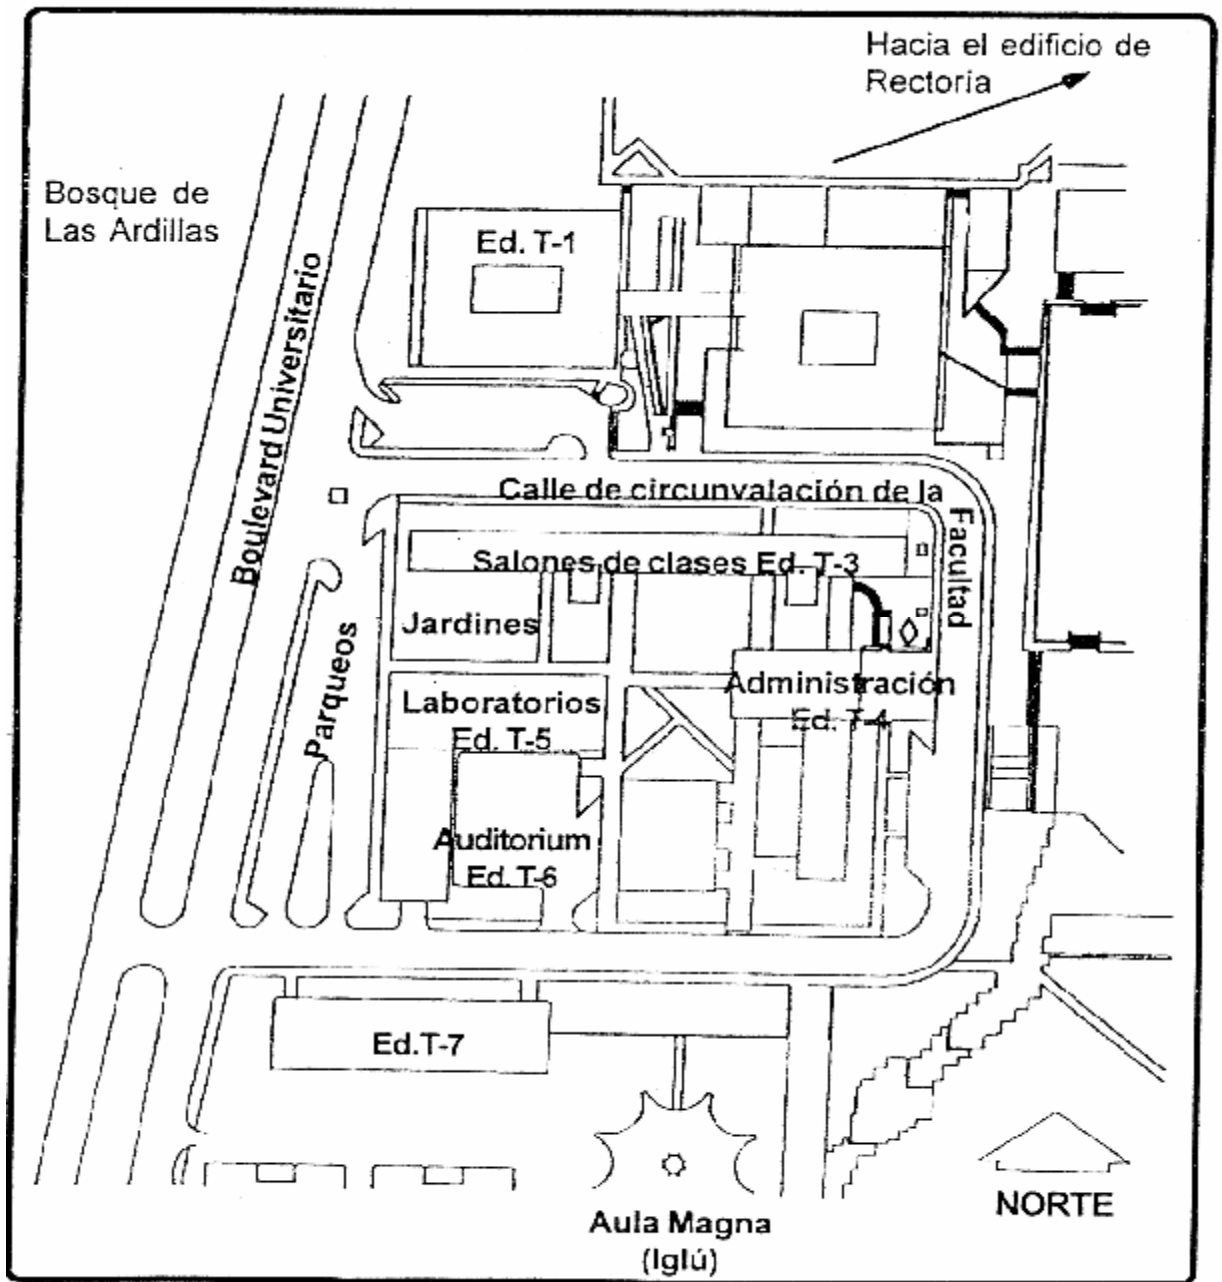 Hacia el edificio de
Rectoría
Bosque de
Las Ardillas
Ed. T-1
Boulevard Universitario
Calle de circunvalación de la
Facultad
Salones de clases Ed. T-3
Jardines
Parqueos
Administración
Ed. T-4
Laboratorios
Ed. T-5
Auditorium
Ed. T-6
Ed.T-7
NORTE
Aula Magna
(Iglú)